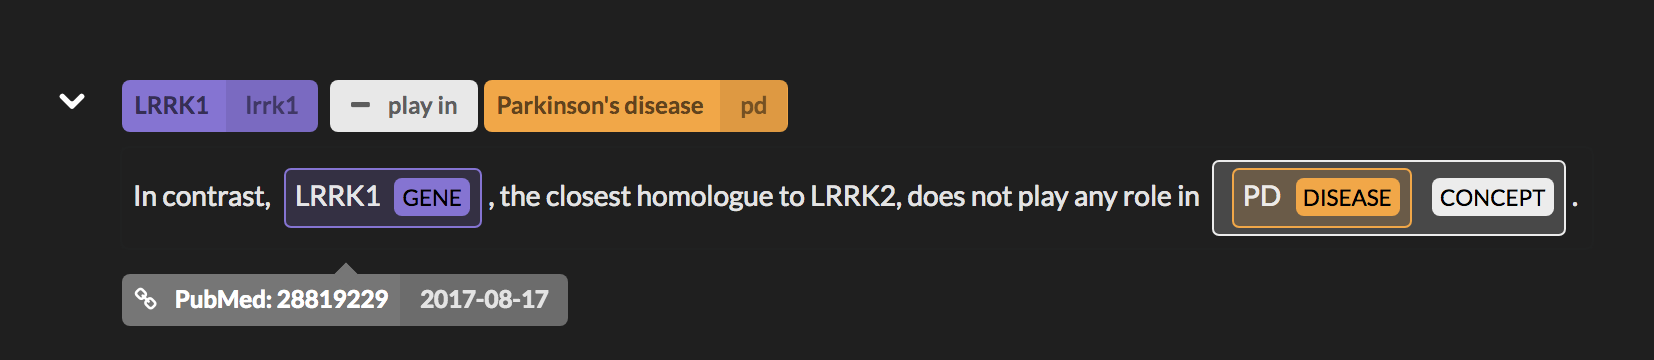 LRRK1 lrrk1 − play in Parkinson's disease pd
In contrast, LRRK1 GENE , the closest homologue to LRRK2, does not play any role in PD DISEASE CONCEPT .
PubMed: 28819229 2017-08-17